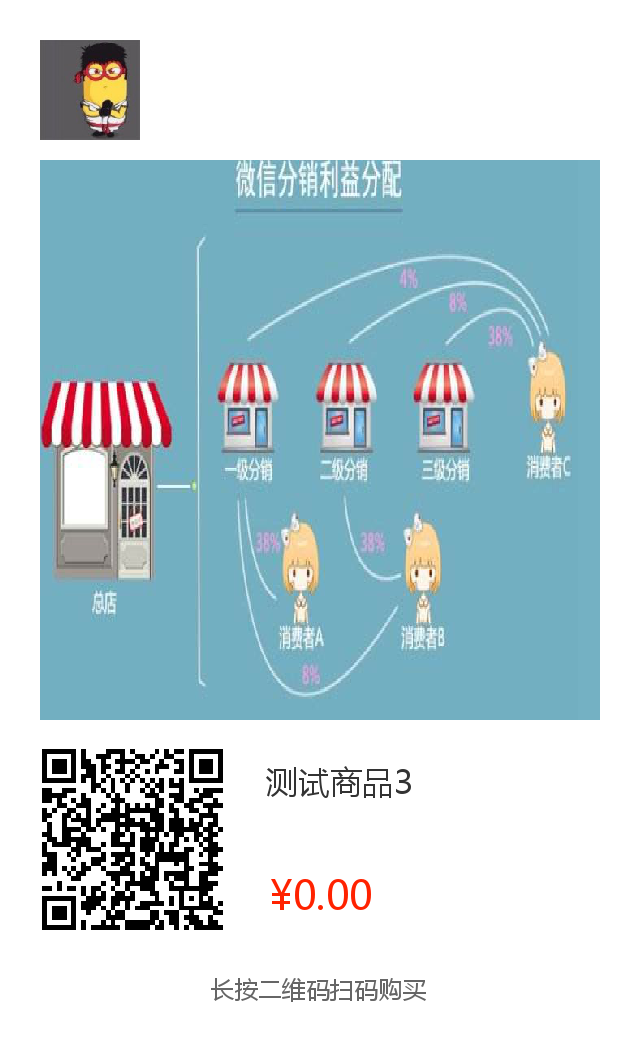 微信分销利益分配
4%
8%
38%
一级分销
二级分销
三级分销
消费者C
38%
38%
总店
消费者A
消费者B
8%
测试商品3
¥0.00
长按二维码扫码购买